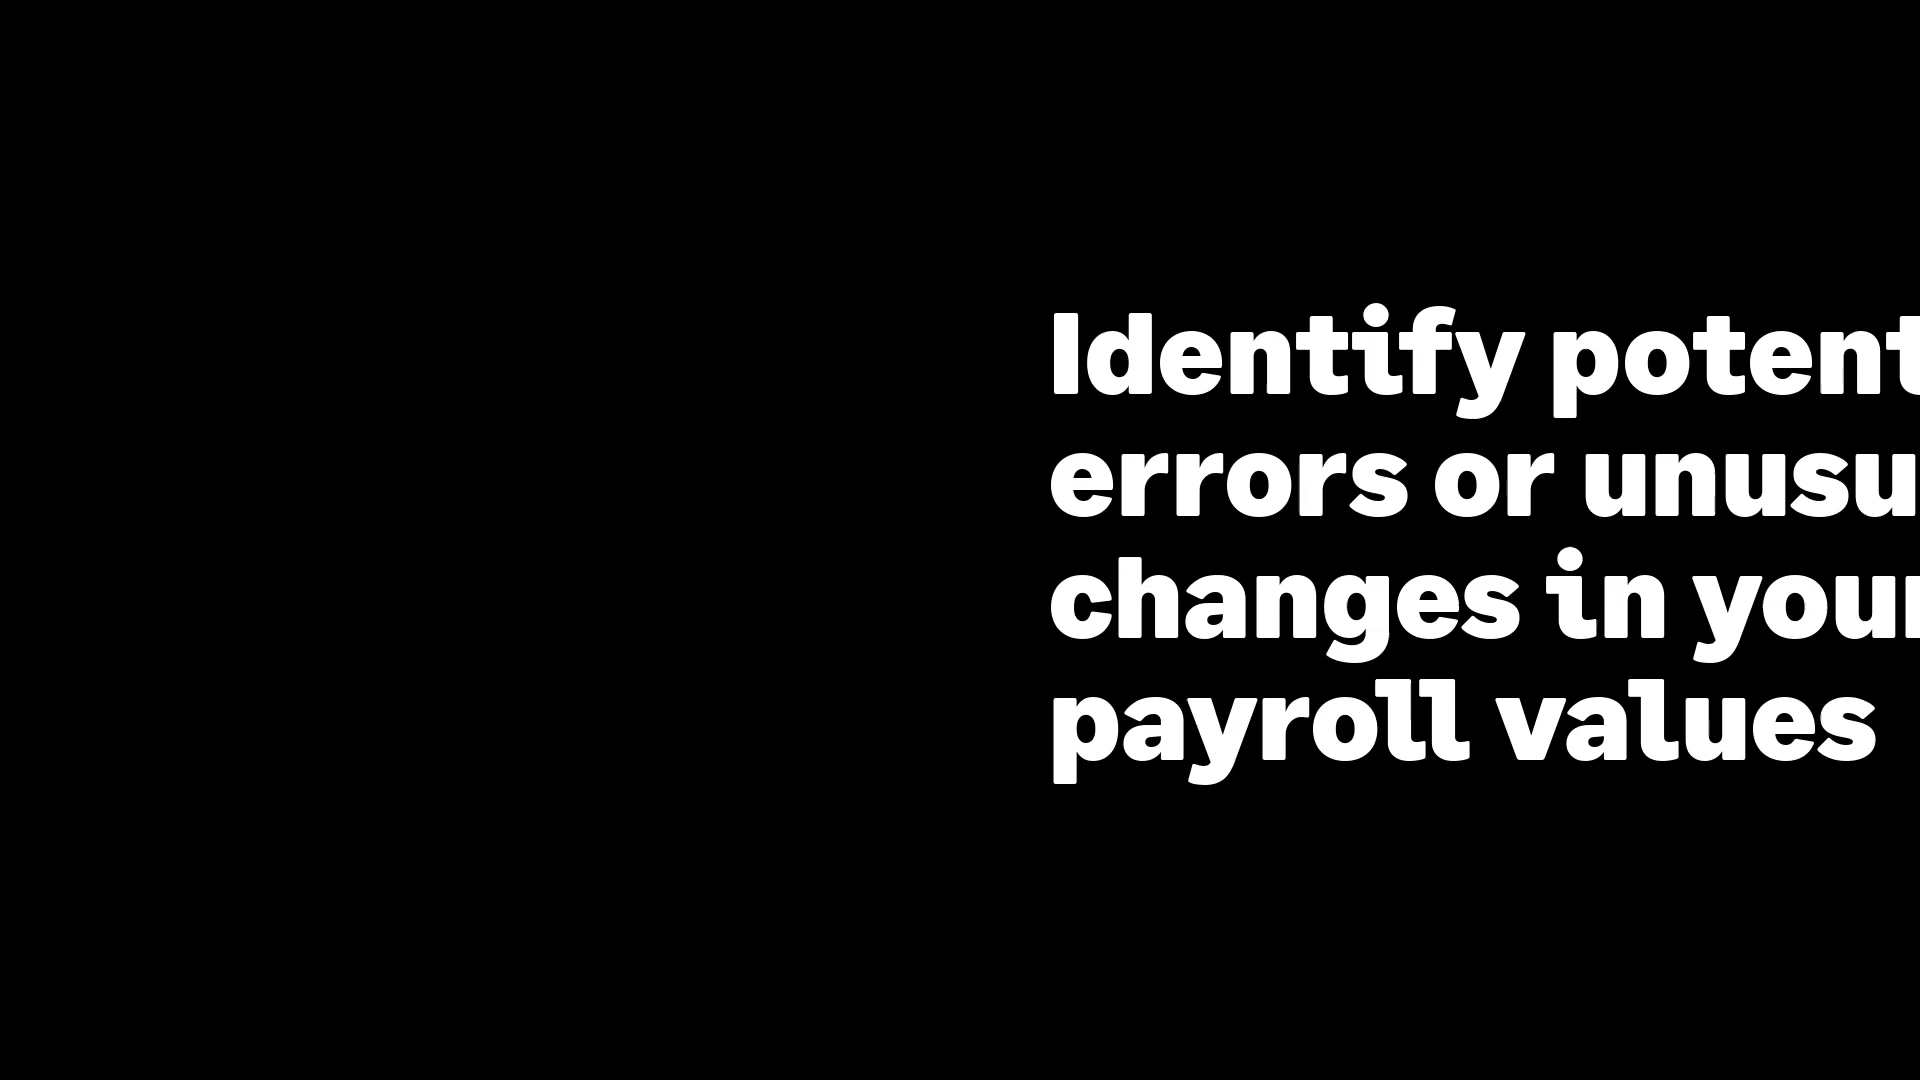 Identify potent
errors or unusu
changes in your
payroll values